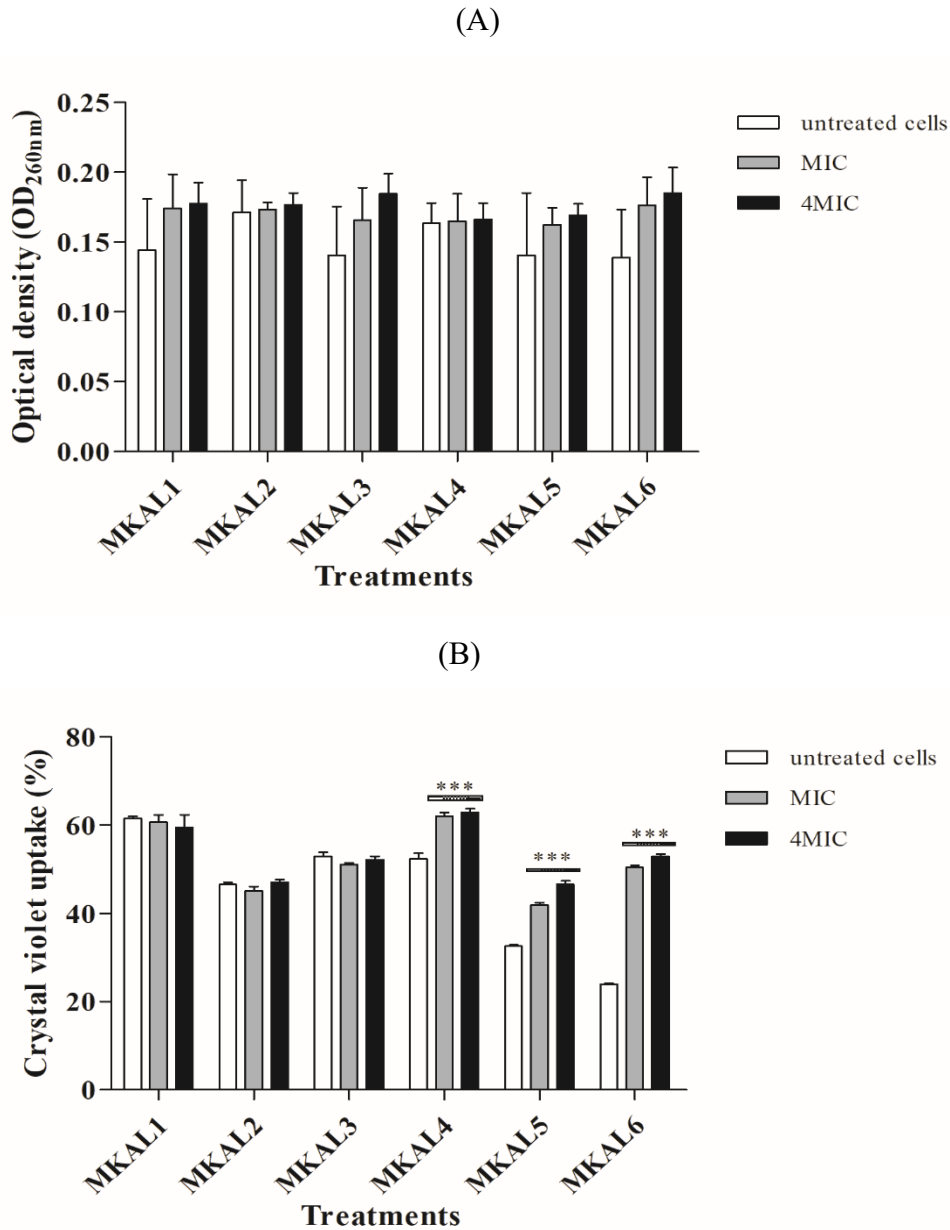 (A)
Optical density (OD260nm)
0.25
0.20
0.15
0.10
0.05
0.00
untreated cells
MIC
4MIC
MKAL1
MKAL2
MKAL3
MKAL4
MKAL5
MKAL6
Treatments
(B)
Crystal violet uptake (%)
80
60
40
20
0
***
***
***
untreated cells
MIC
4MIC
MKAL1
MKAL2
MKAL3
MKAL4
MKAL5
MKAL6
Treatments